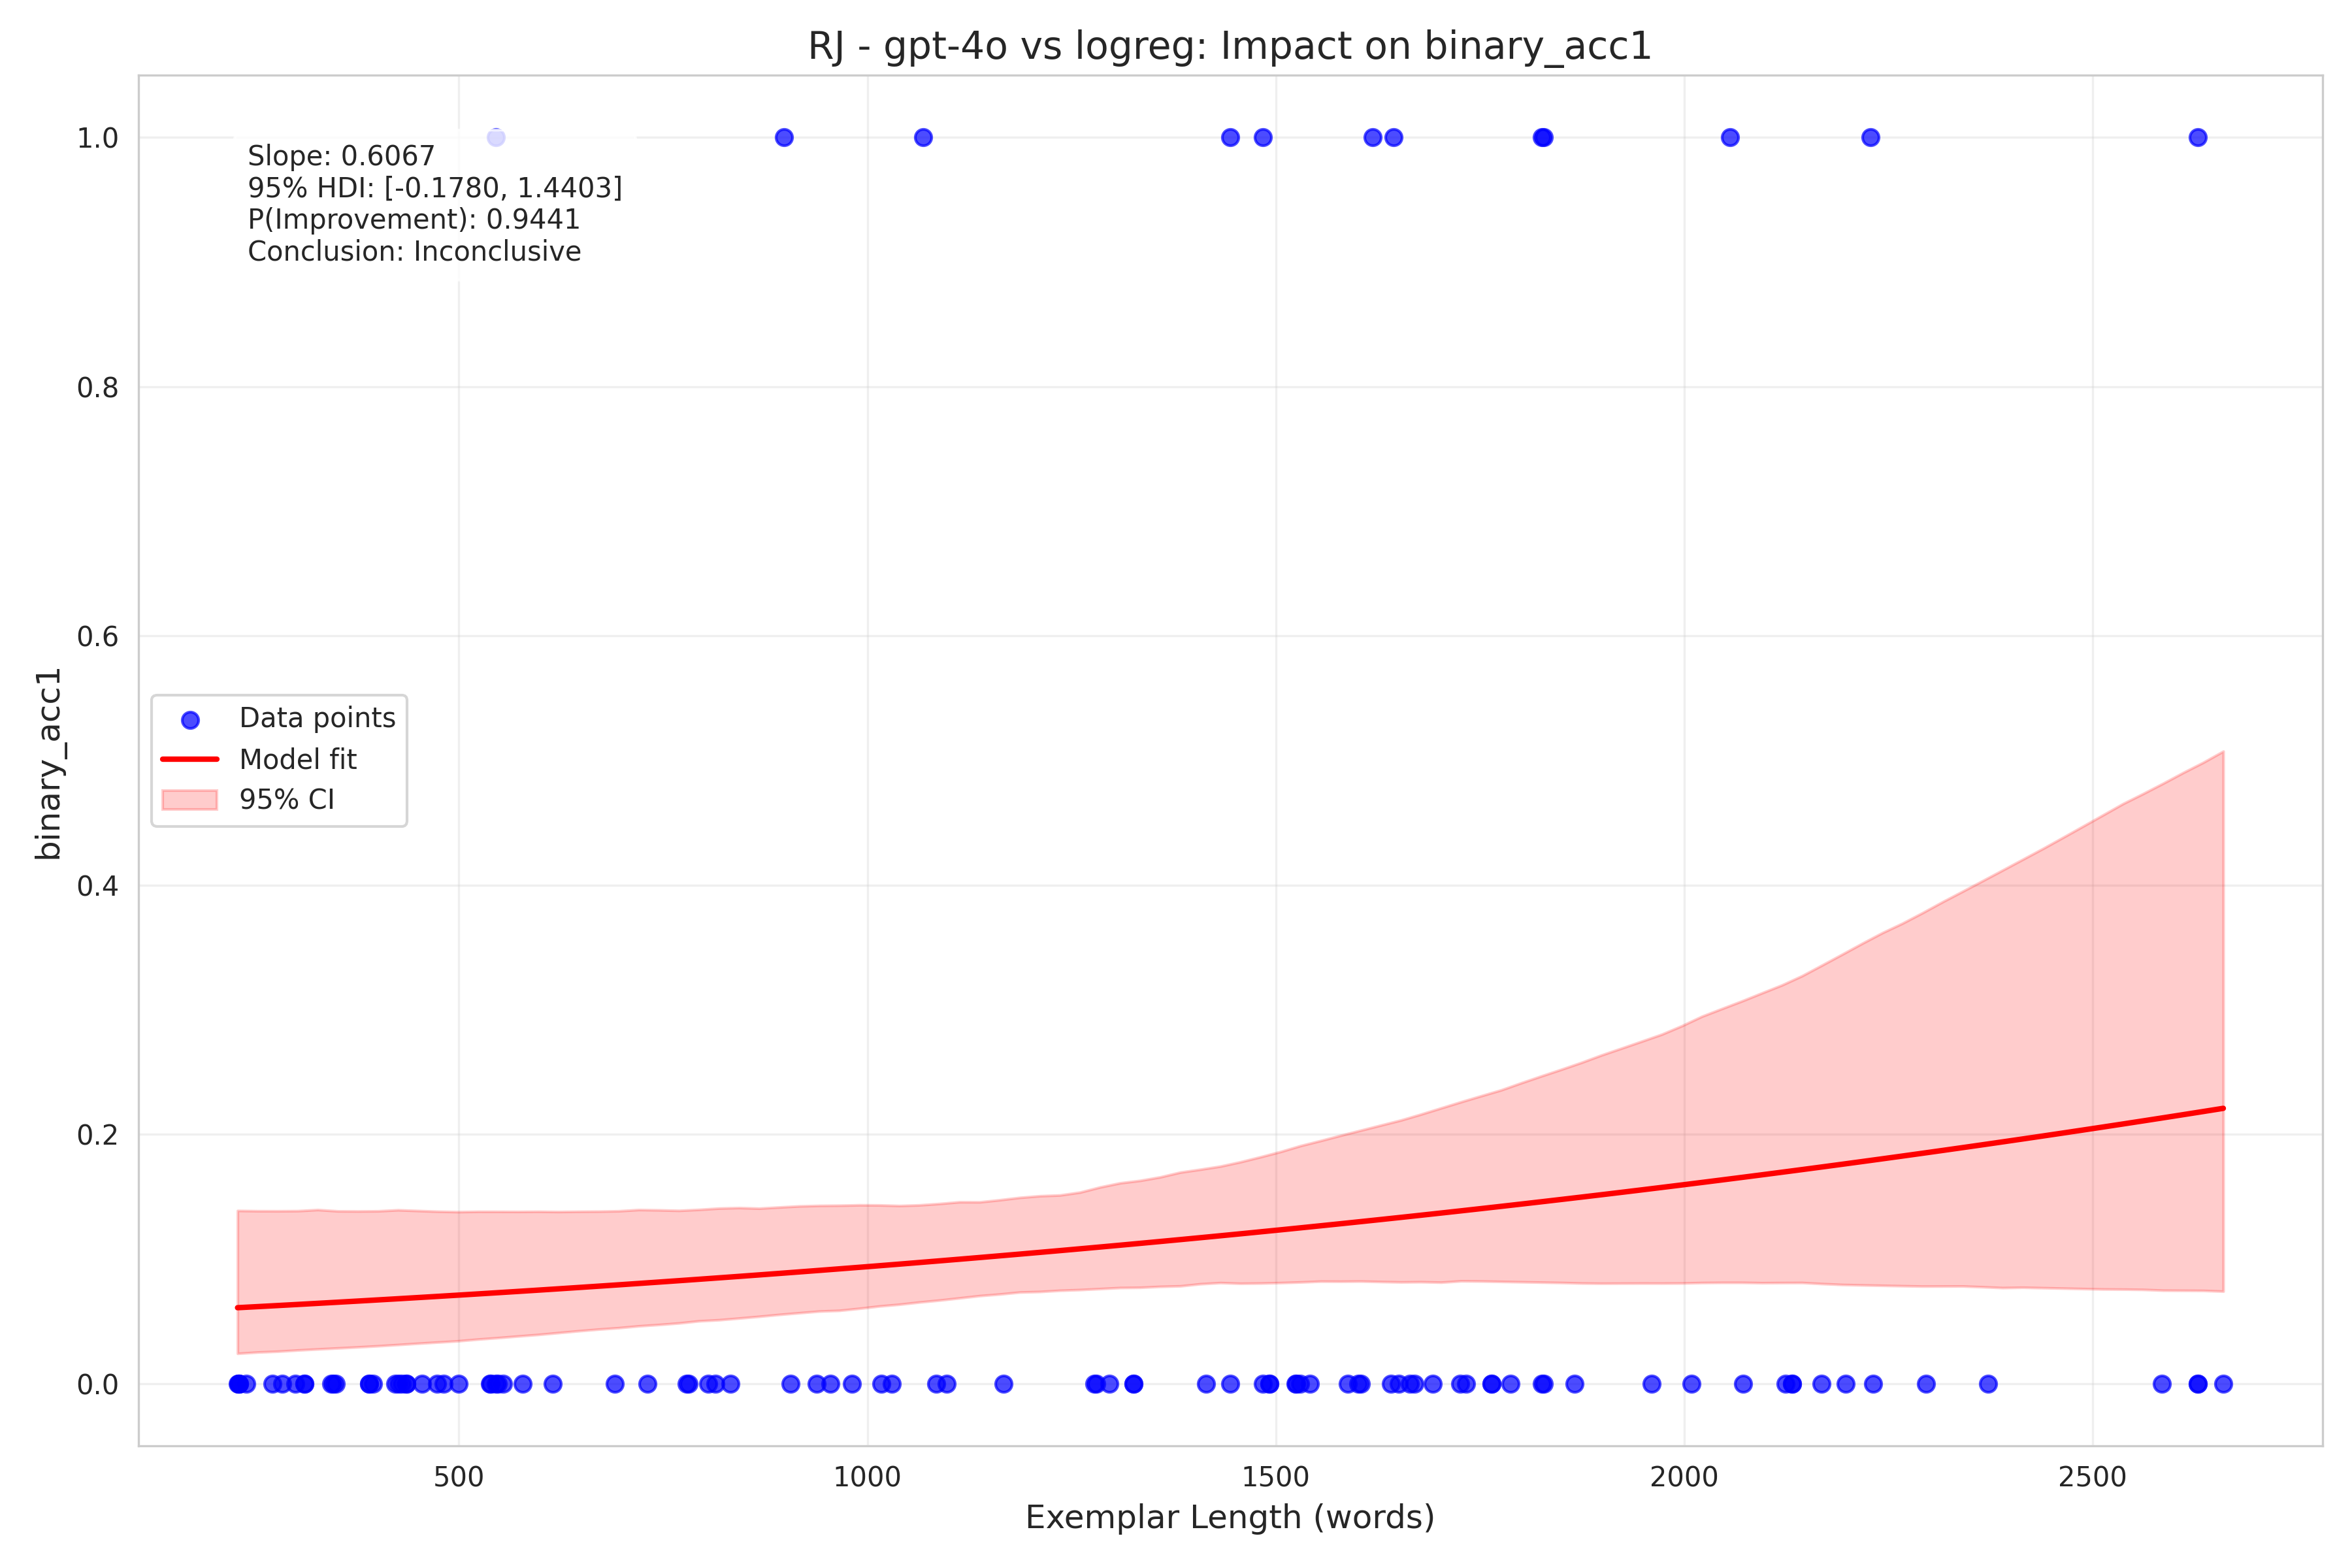 RJ - gpt-4o vs logreg: Impact on binary_acc1
1.0
0.8
0.6
0.4
0.2
0.0
binary_acc1
Slope: 0.6067
95% HDI: [-0.1780, 1.4403]
P(Improvement): 0.9441
Conclusion: Inconclusive
Data points
Model fit
95% CI
500
1000
1500
2000
2500
Exemplar Length (words)